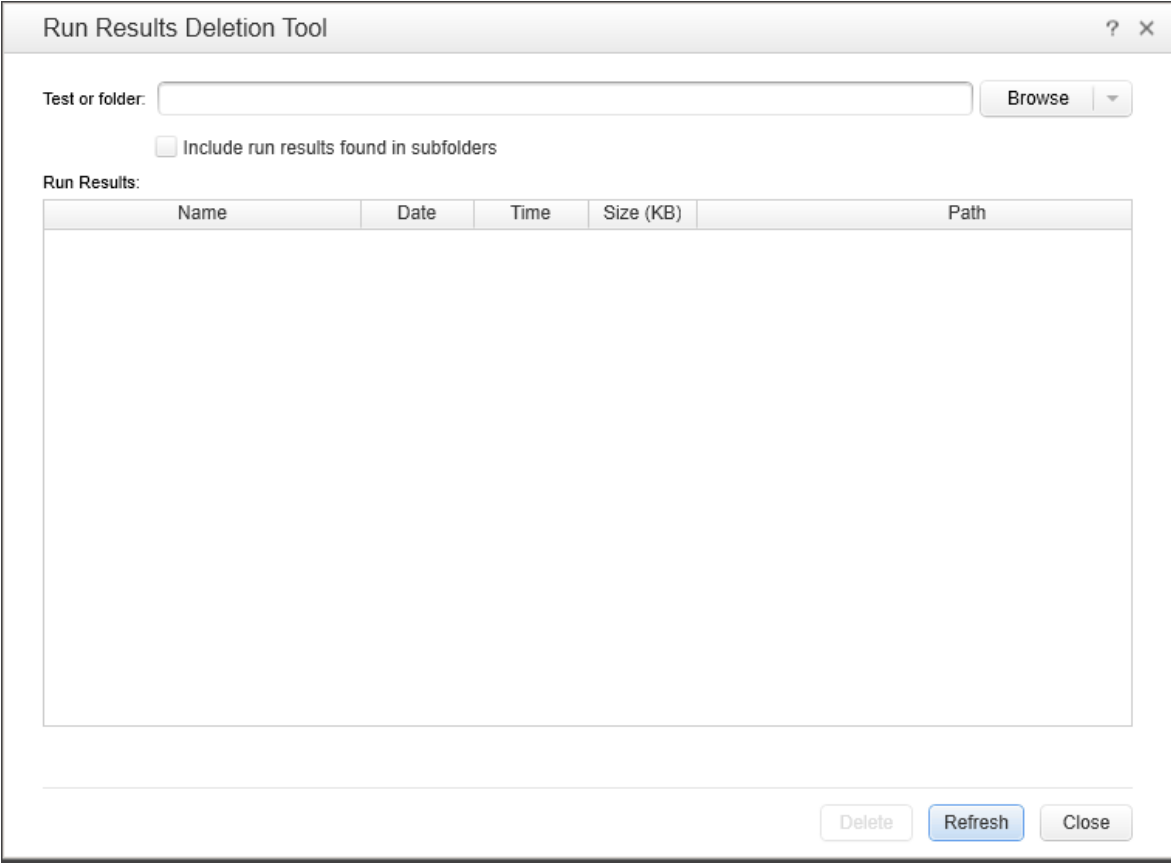 Run Results Deletion Tool ? ×
Test or folder: Browse
Include run results found in subfolders
Run Results:
Name Date Time Size (KB) Path
Delete Refresh Close